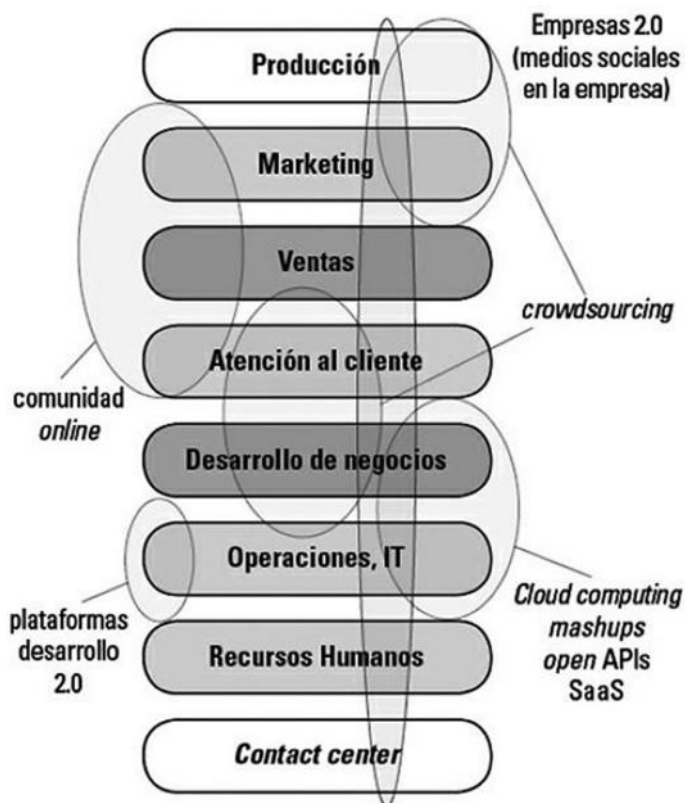 Producción
Empresas 2.0
(medios sociales
en la empresa)
Marketing
Ventas
crowdsourcing
Atención al cliente
comunidad
online
Desarrollo de negocios
Operaciones, IT
plataformas
desarrollo
2.0
Cloud computing
mashups
open APIs
SaaS
Recursos Humanos
Contact center